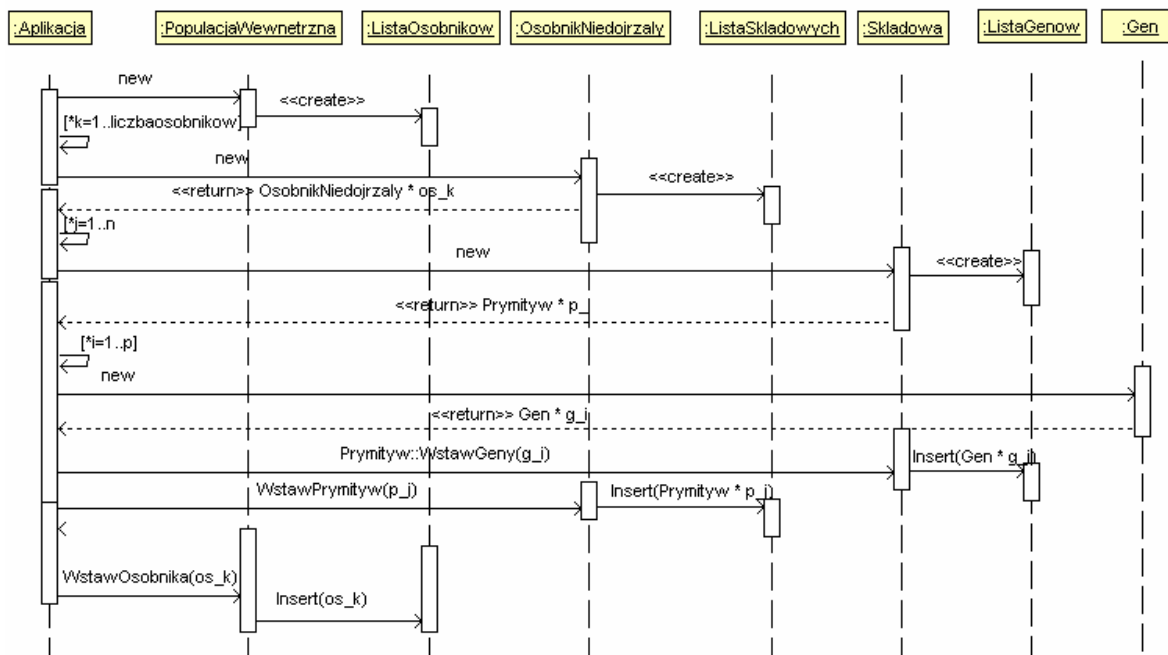 :Aplikacja :PopulacjaWewnetrzna :ListaOsobnikow :OsobnikNiedojrzaly :ListaSkladowych :Skladowa :ListaGenow :Gen
new
<<create>>
[*k=1..liczbaosobnikow]
new
<<create>>
<<return>> OsobnikNiedojrzaly * os_k
[*j=1..n
new
<<create>>
<<return>> Prymityw * p_
[*i=1..p]
new
<<return>> Gen * g_i
Prymityw::WstawGeny(g_i) Insert(Gen * g_i)
WstawPrymityw(p_j) Insert(Prymityw * p_j)
WstawOsobnika(os_k)
Insert(os_k)